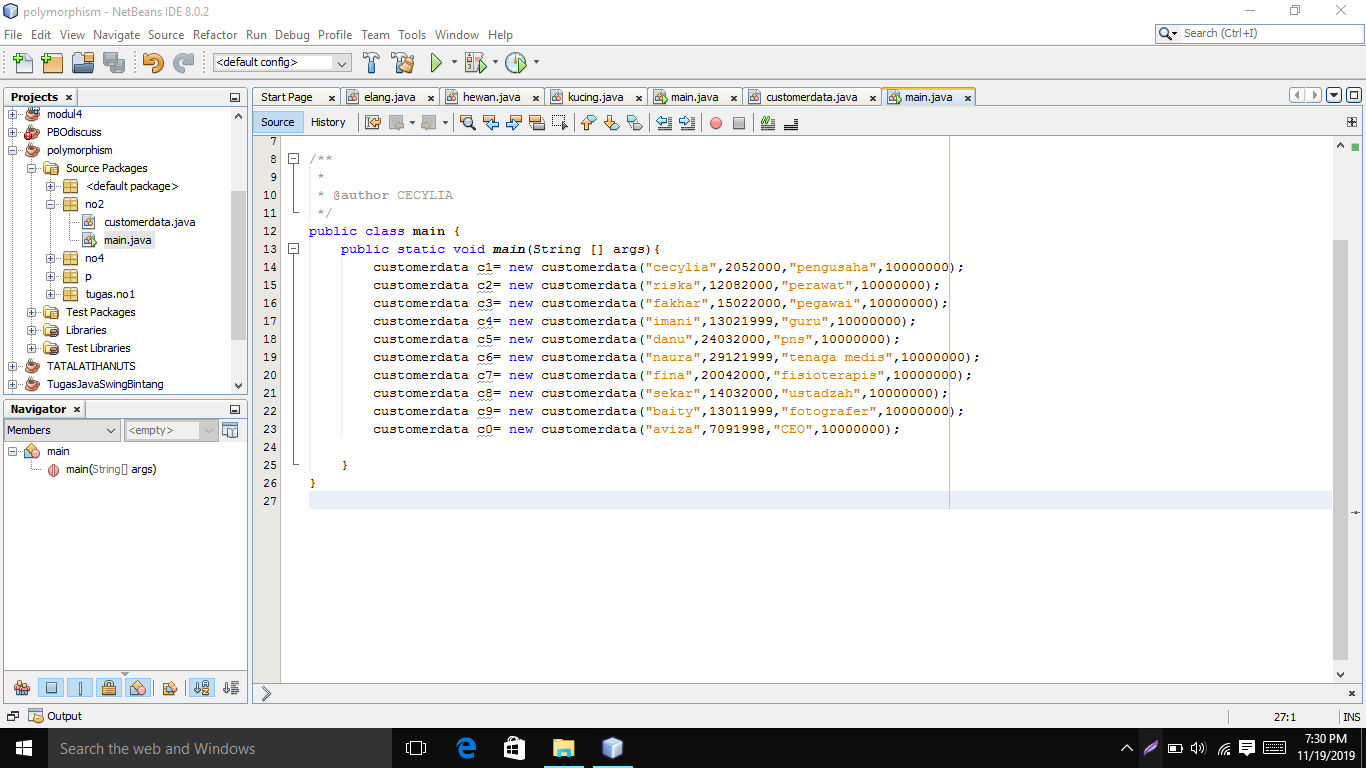 polymorphism - NetBeans IDE 8.0.2
File Edit View Navigate Source Refactor Run Debug Profile Team Tools Window Help
Search (Ctrl+I)
<default config>
Projects
modul4
PBOdiscuss
polymorphism
Source Packages
<default package>
no2
customerdata.java
main.java
no4
p
tugas.no1
Test Packages
Libraries
Test Libraries
TATALATIHANUTS
TugasJavaSwingBintang
Navigator
Members
<empty>
main
main(String[] args)
Start Page elang.java hewan.java kucing.java main.java customerdata.java main.java
Source History
7
8 /**
9 *
10 * @author CECYLIA
11 */
12 public class main {
13 public static void main(String [] args){
14 customerdata c1= new customerdata("cecylia",2052000,"pengusaha",10000000);
15 customerdata c2= new customerdata("riska",12082000,"perawat",10000000);
16 customerdata c3= new customerdata("fakhar",15022000,"pegawai",10000000);
17 customerdata c4= new customerdata("imani",13021999,"guru",10000000);
18 customerdata c5= new customerdata("danu",24032000,"pns",10000000);
19 customerdata c6= new customerdata("naura",29121999,"tenaga medis",10000000);
20 customerdata c7= new customerdata("fina",20042000,"fisioterapis",10000000);
21 customerdata c8= new customerdata("sekar",14032000,"ustadzah",10000000);
22 customerdata c9= new customerdata("baity",13011999,"fotografer",10000000);
23 customerdata c0= new customerdata("aviza",7091998,"CEO",10000000);
24
25 }
26 }
27
Output
27:1 INS
Search the web and Windows
7:30 PM
11/19/2019